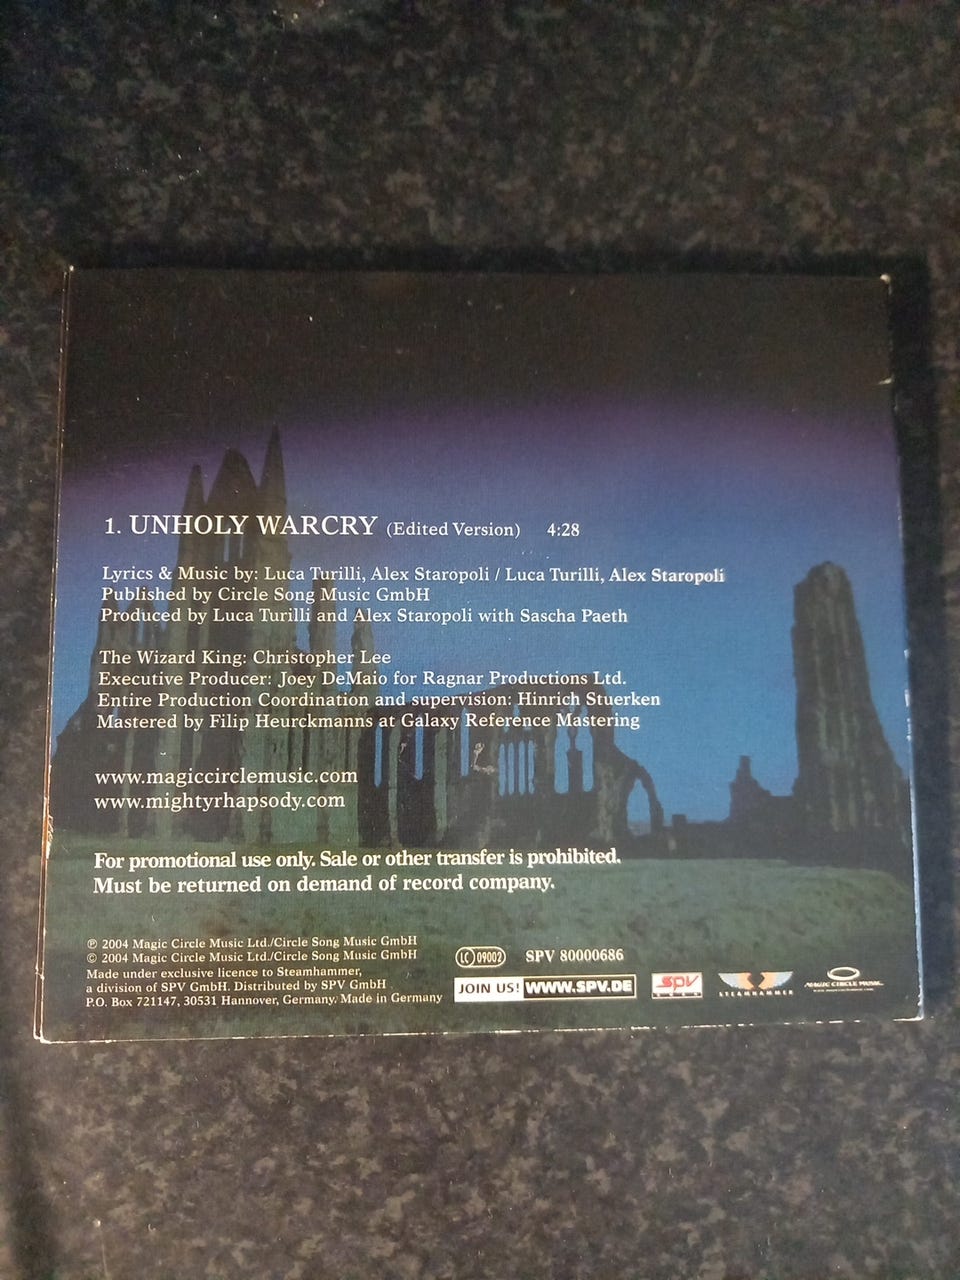 1. UNHOLY WARCRY (Edited Version) 4:28
Lyrics & Music by: Luca Turilli, Alex Staropoli / Luca Turilli, Alex Staropoli
Published by Circle Song Music GmbH
Produced by Luca Turilli and Alex Staropoli with Sascha Paeth
The Wizard King: Christopher Lee
Executive Producer: Joey DeMaio for Ragnar Productions Ltd.
Entire Production Coordination and supervision: Hinrich Stuerken
Mastered by Filip Heurckmanns at Galaxy Reference Mastering
www.magiccirclemusic.com
www.mightyrhapsody.com
For promotional use only. Sale or other transfer is prohibited.
Must be returned on demand of record company.
℗ 2004 Magic Circle Music Ltd./Circle Song Music GmbH
© 2004 Magic Circle Music Ltd./Circle Song Music GmbH
Made under exclusive licence to Steamhammer,
a division of SPV GmbH. Distributed by SPV GmbH
P.O. Box 721147, 30531 Hannover, Germany. Made in Germany
LC 09002 SPV 80000686
JOIN US! WWW.SPV.DE
SPV
STEAMHAMMER
MAGIC CIRCLE MUSIC